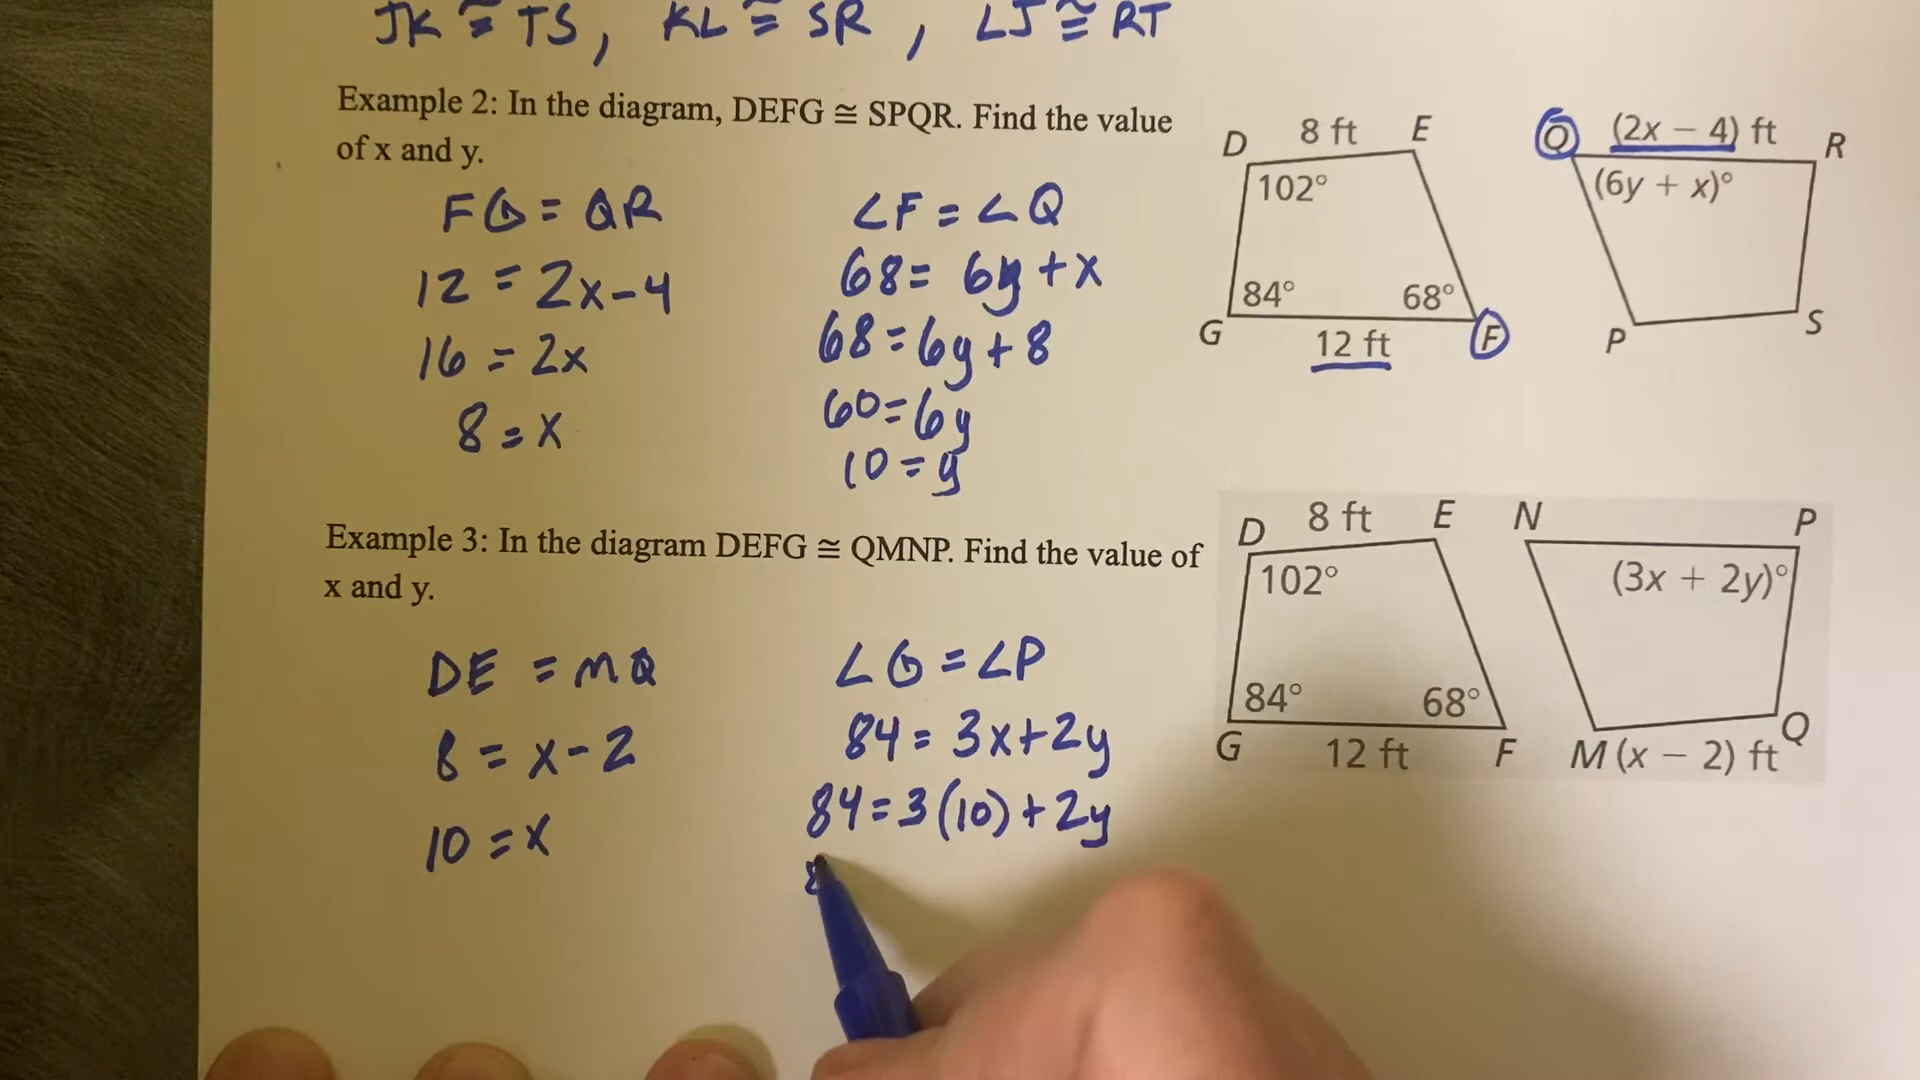 JK ≅ TS, KL ≅ SR, LJ ≅ RT
Example 2: In the diagram, DEFG ≅ SPQR. Find the value
of x and y.
FG = QR
12 = 2x-4
16 = 2x
8 = x
∠F = ∠Q
68 = 6y + x
68 = 6y + 8
60 = 6y
10 = y
D 8 ft E
102°
84° 68°
G 12 ft F
Q (2x − 4) ft R
(6y + x)°
P S
Example 3: In the diagram DEFG ≅ QMNP. Find the value of
x and y.
DE = MQ
8 = x-2
10 = x
∠G = ∠P
84 = 3x+2y
84 = 3(10) + 2y
D 8 ft E
102°
84° 68°
G 12 ft F
N P
(3x + 2y)°
Q
M (x − 2) ft